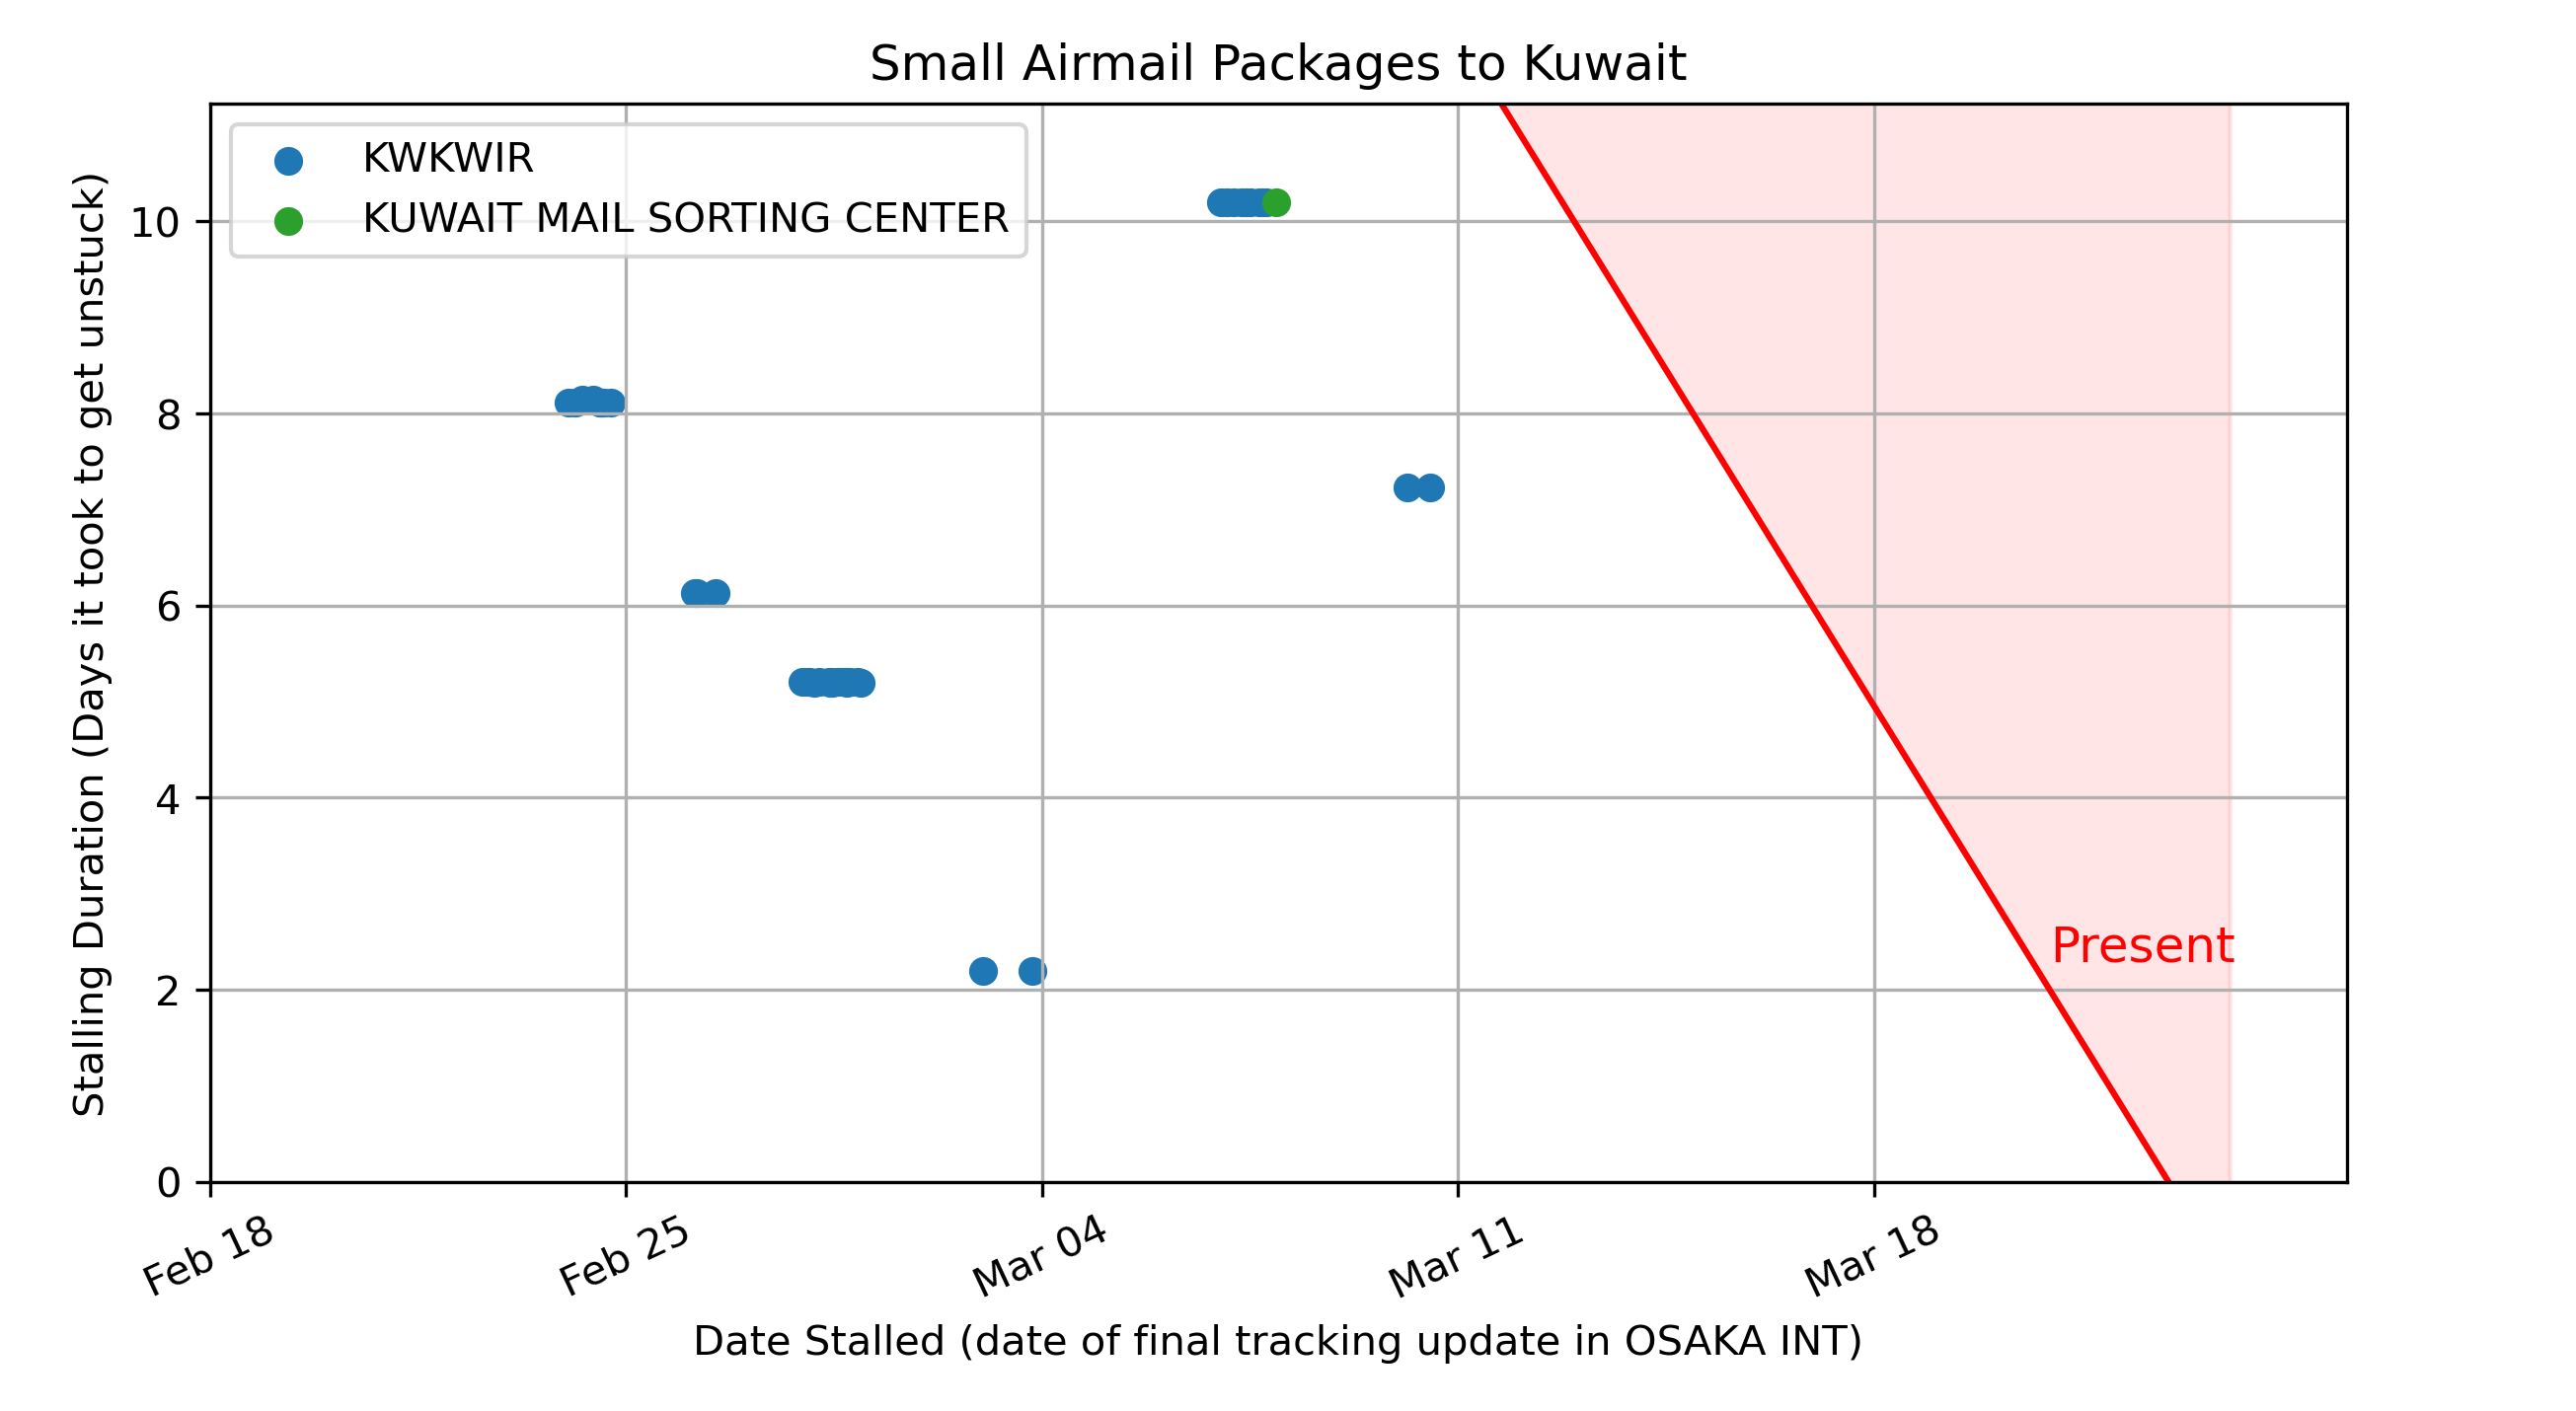 Small Airmail Packages to Kuwait
KWKWIR
KUWAIT MAIL SORTING CENTER
Stalling Duration (Days it took to get unstuck)
10
8
6
4
2
0
Present
Feb 18
Feb 25
Mar 04
Mar 11
Mar 18
Date Stalled (date of final tracking update in OSAKA INT)